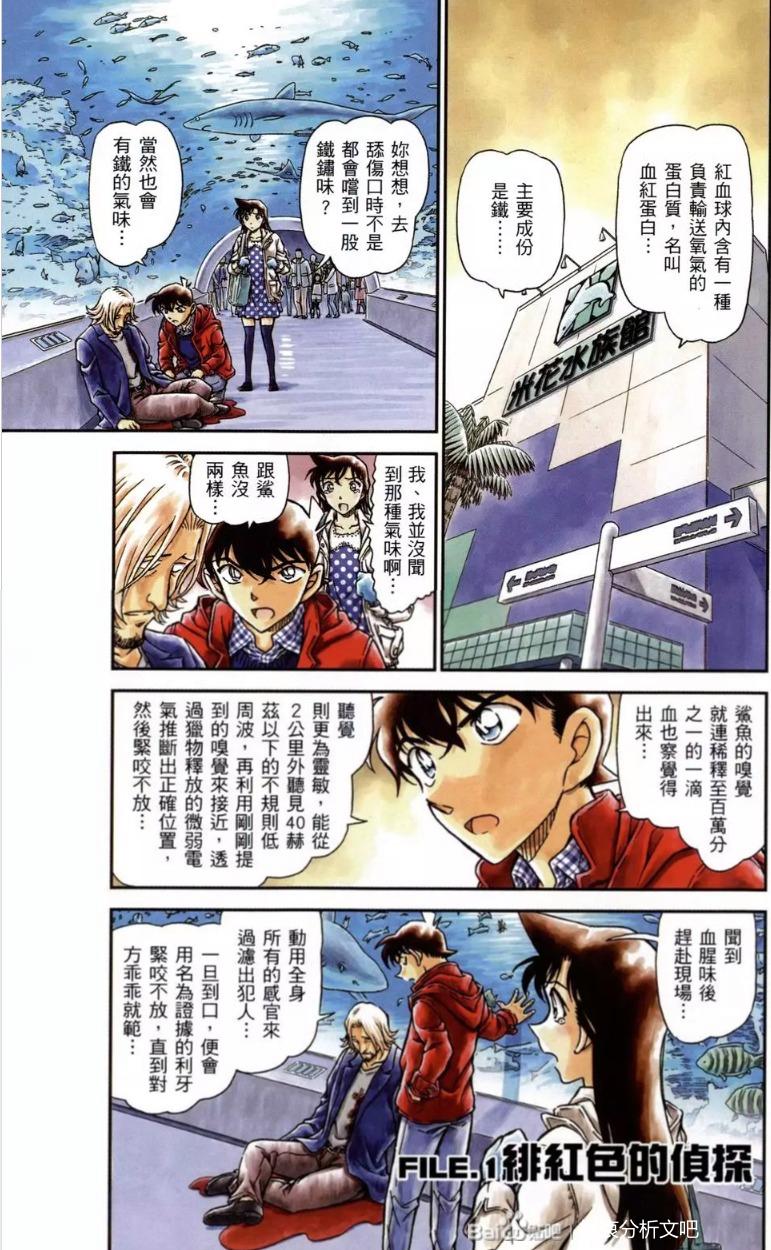 紅血球內含有一種
負責輸送氧氣的
蛋白質，名叫
血紅蛋白…
主要成份
是鐵……
米花水族館
妳想想，去
舔傷口時不是
都會嚐到一股
鐵鏽味？
當然也會
有鐵的氣味…
我、我並沒聞
到那種氣味啊…
跟鯊
魚沒
兩樣…
鯊魚的嗅覺
就連稀釋至百萬分
之一的一滴
血也察覺得
出來…
聽覺
則更為靈敏，能從
2公里外聽見40赫
茲以下的不規則低
周波，再利用剛剛提
到的嗅覺來接近，透
過獵物釋放的微弱電
氣推斷出正確位置，
然後緊咬不放…
聞到
血腥味後
趕赴現場…
動用全身
所有的感官來
過濾出犯人…
一旦到口，便會
用名為證據的利牙
緊咬不放，直到對
方乖乖就範…
FILE.1緋紅色的偵探
Bai 分析文吧